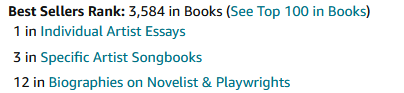 Best Sellers Rank: 3,584 in Books (See Top 100 in Books)
1 in Individual Artist Essays
3 in Specific Artist Songbooks
12 in Biographies on Novelist & Playwrights